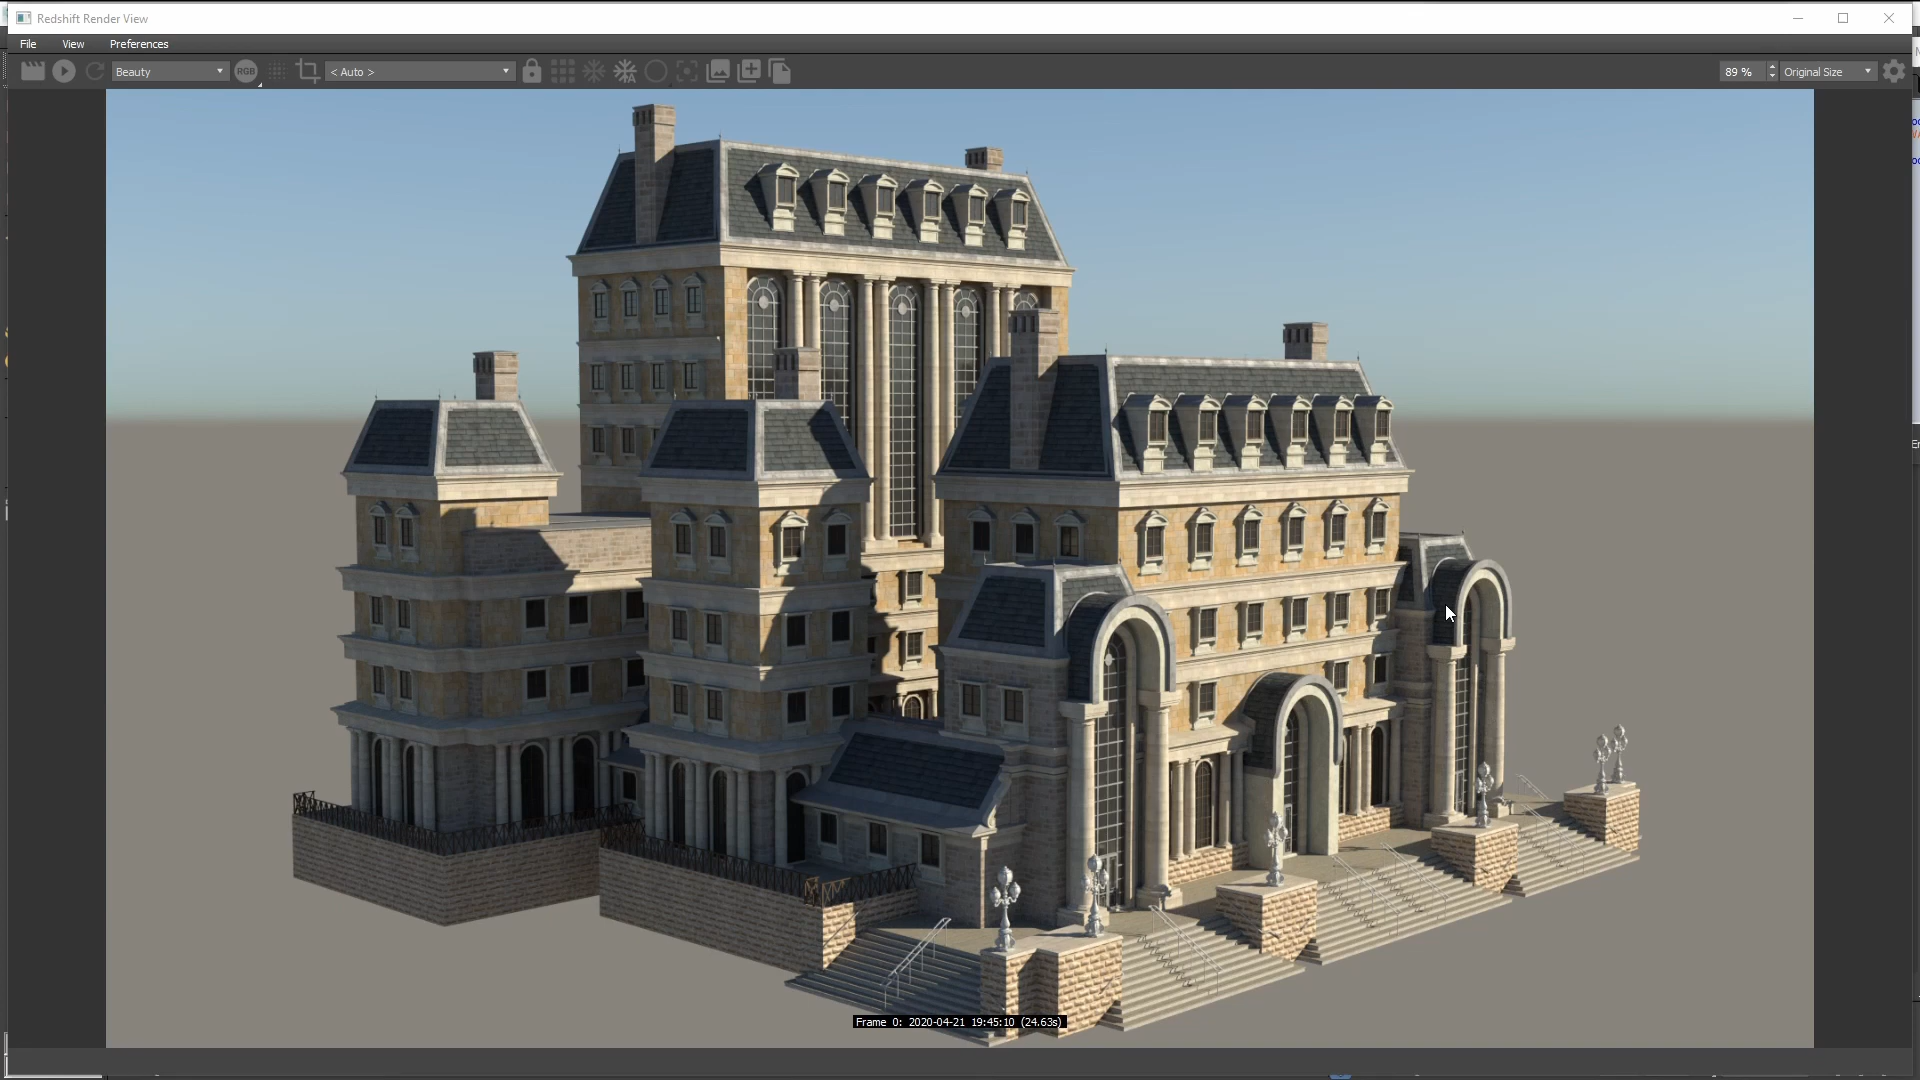 Redshift Render View
File View Preferences
Beauty RGB < Auto > A 89 % Original Size
Frame 0: 2020-04-21 19:45:10 (24.63s)